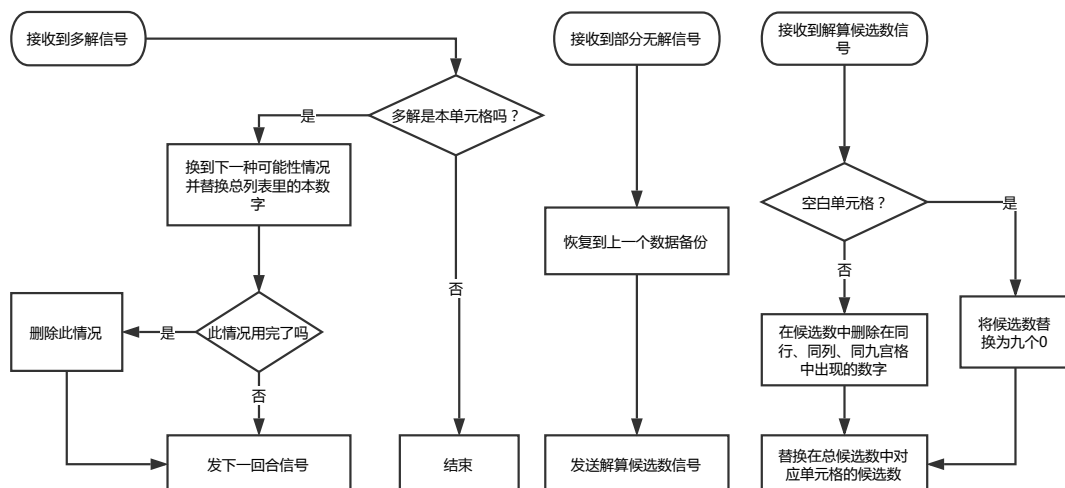 接收到多解信号
多解是本单元格吗？
是
换到下一种可能性情况
并替换总列表里的本数
字
否
此情况用完了吗
是
删除此情况
否
发下一回合信号
结束
接收到部分无解信号
恢复到上一个数据备份
发送解算候选数信号
接收到解算候选数信
号
空白单元格？
是
否
将候选数替
换为九个0
在候选数中删除在同
行、同列、同九宫格
中出现的数字
替换在总候选数中对
应单元格的候选数